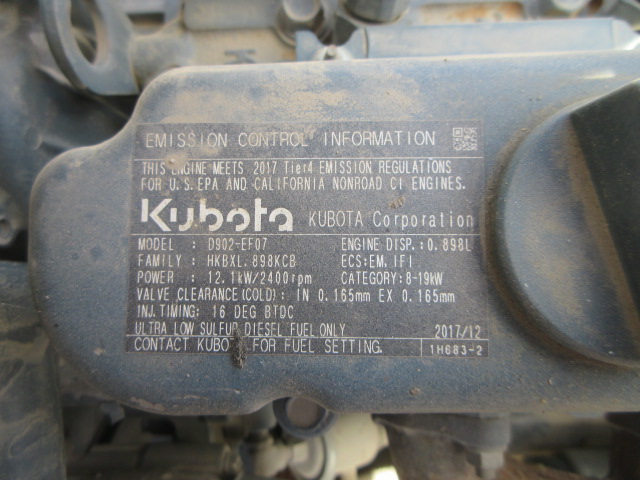 EMISSION CONTROL INFORMATION
THIS ENGINE MEETS 2017 Tier4 EMISSION REGULATIONS
FOR U.S. EPA AND CALIFORNIA NONROAD CI ENGINES.
Kubota KUBOTA Corporation
MODEL : D902-EF07 ENGINE DISP.: 0.898L
FAMILY : HKBXL.898KCB ECS:EM,IFI
POWER : 12.1kW/2400rpm CATEGORY:8-19kW
VALVE CLEARANCE(COLD): IN 0.165mm EX 0.165mm
INJ.TIMING: 16 DEG BTDC
ULTRA LOW SULFUR DIESEL FUEL ONLY 2017/12
CONTACT KUBOTA FOR FUEL SETTING. 1H683-2